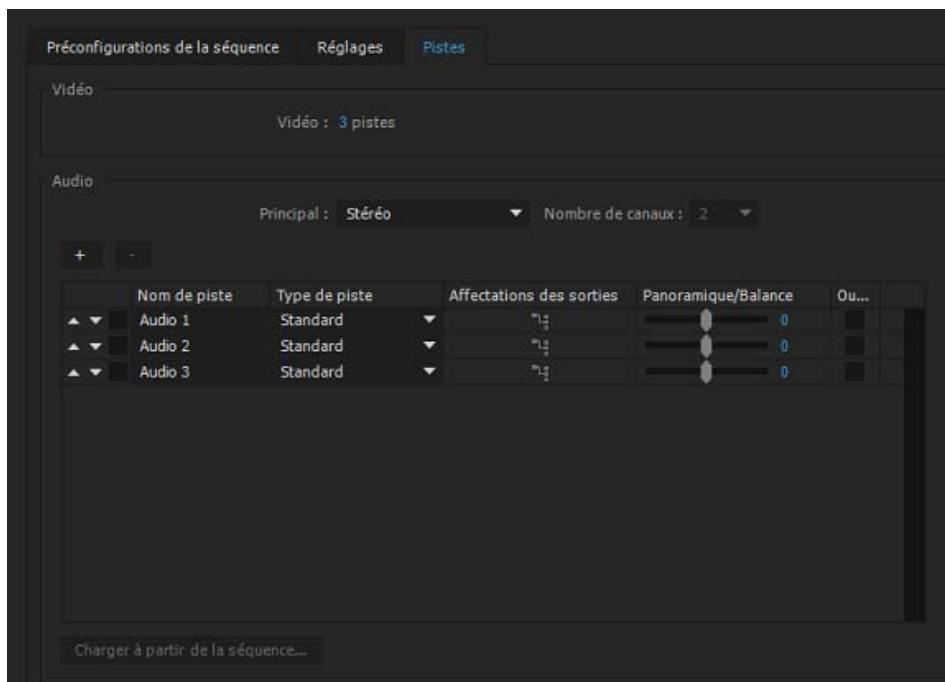 Préconfigurations de la séquence Réglages Pistes
Vidéo
Vidéo : 3 pistes
Audio
Principal : Stéréo Nombre de canaux : 2
+ -
Nom de piste Type de piste Affectations des sorties Panoramique/Balance Ou...
Audio 1 Standard 0
Audio 2 Standard 0
Audio 3 Standard 0
Charger à partir de la séquence...